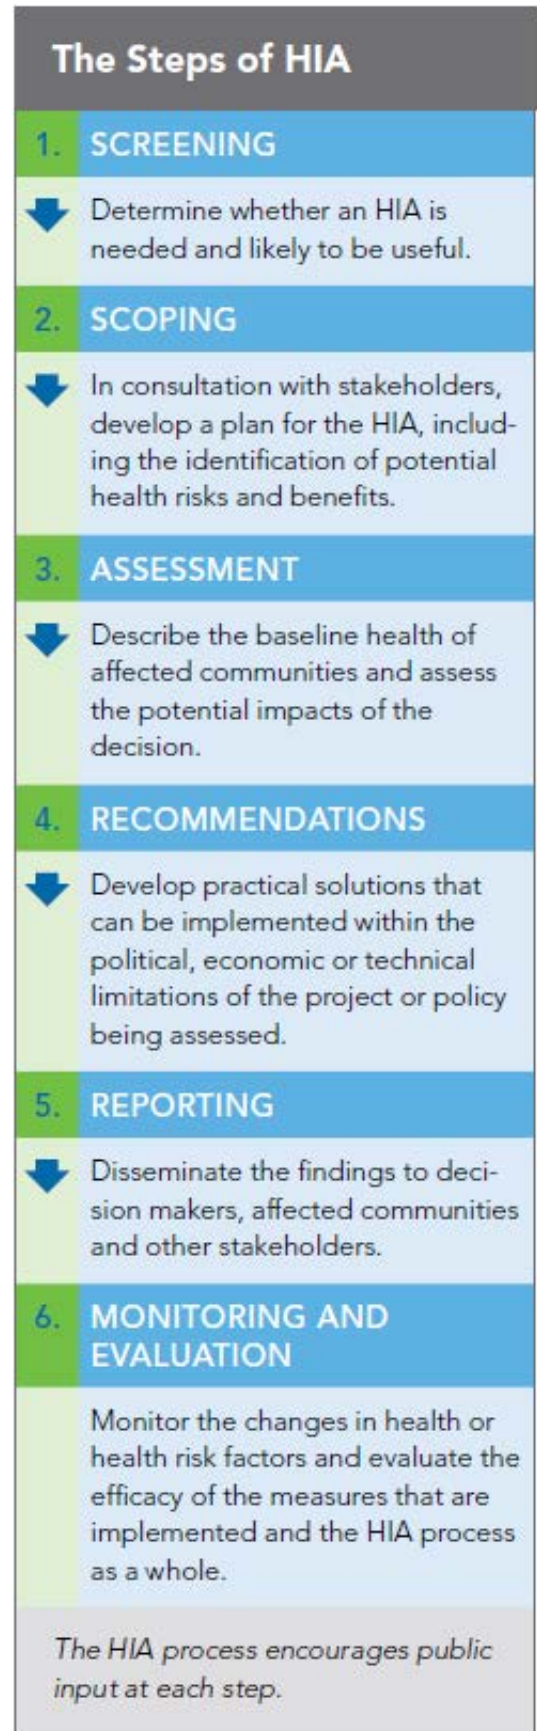 The Steps of HIA
1. SCREENING
Determine whether an HIA is
needed and likely to be useful.
2. SCOPING
In consultation with stakeholders,
develop a plan for the HIA, includ-
ing the identification of potential
health risks and benefits.
3. ASSESSMENT
Describe the baseline health of
affected communities and assess
the potential impacts of the
decision.
4. RECOMMENDATIONS
Develop practical solutions that
can be implemented within the
political, economic or technical
limitations of the project or policy
being assessed.
5. REPORTING
Disseminate the findings to deci-
sion makers, affected communities
and other stakeholders.
6. MONITORING AND
EVALUATION
Monitor the changes in health or
health risk factors and evaluate the
efficacy of the measures that are
implemented and the HIA process
as a whole.
The HIA process encourages public
input at each step.